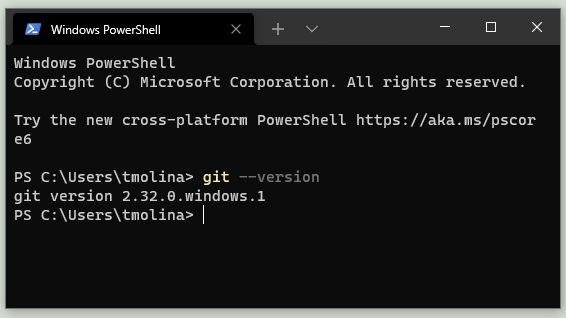 Windows PowerShell
Windows PowerShell
Copyright (C) Microsoft Corporation. All rights reserved.
Try the new cross-platform PowerShell https://aka.ms/pscor
e6
PS C:\Users\tmolina> git --version
git version 2.32.0.windows.1
PS C:\Users\tmolina>